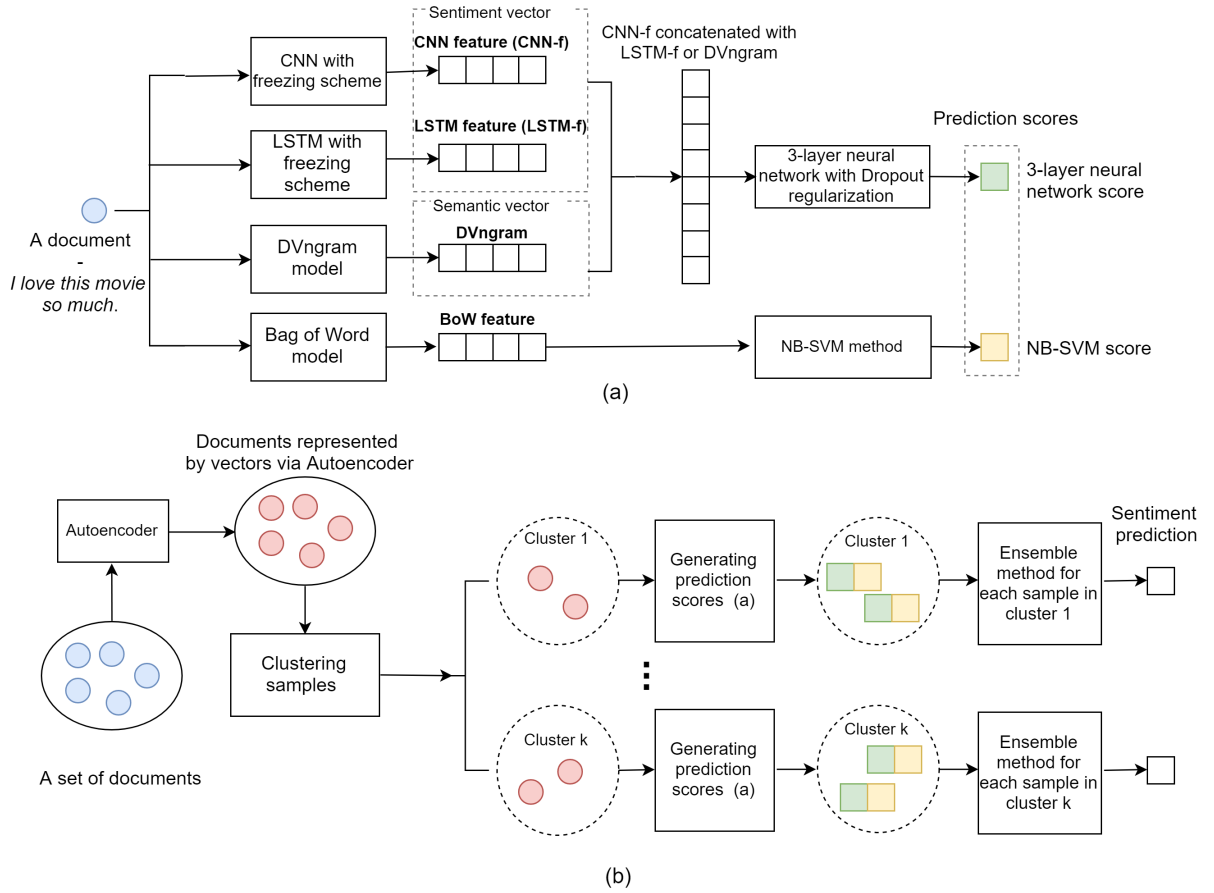 Sentiment vector
CNN feature (CNN-f)
CNN with
freezing scheme
LSTM feature (LSTM-f)
LSTM with
freezing
scheme
Semantic vector
DVngram
DVngram
model
BoW feature
Bag of Word
model
A document
-
I love this movie
so much.
CNN-f concatenated with
LSTM-f or DVngram
3-layer neural
network with Dropout
regularization
NB-SVM method
Prediction scores
3-layer neural
network score
NB-SVM score
(a)
Documents represented
by vectors via Autoencoder
Autoencoder
A set of documents
Clustering
samples
Cluster 1
Generating
prediction
scores (a)
Cluster 1
Ensemble
method for
each sample in
cluster 1
Sentiment
prediction
Cluster k
Generating
prediction
scores (a)
Cluster k
Ensemble
method for
each sample in
cluster k
(b)